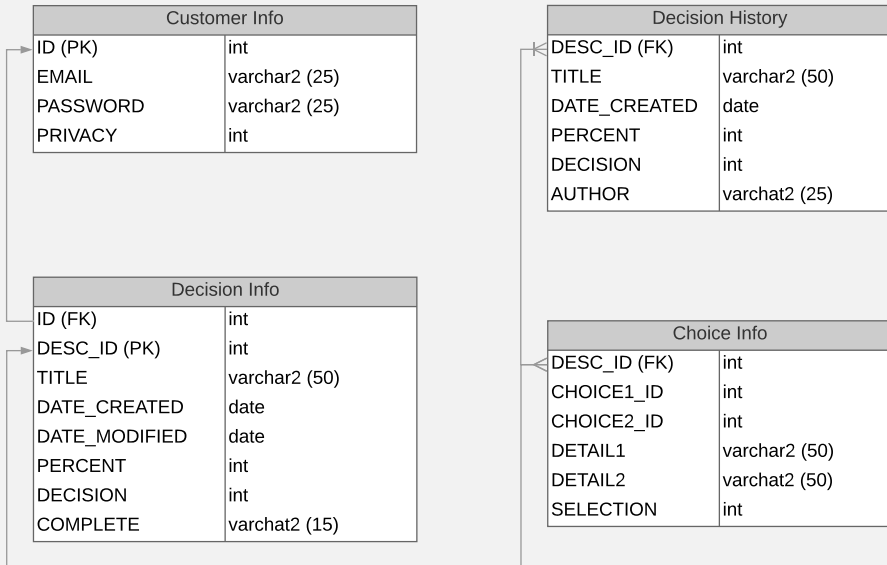 Customer Info
ID (PK) int
EMAIL varchar2 (25)
PASSWORD varchar2 (25)
PRIVACY int
Decision Info
ID (FK) int
DESC_ID (PK) int
TITLE varchar2 (50)
DATE_CREATED date
DATE_MODIFIED date
PERCENT int
DECISION int
COMPLETE varchat2 (15)
Decision History
DESC_ID (FK) int
TITLE varchar2 (50)
DATE_CREATED date
PERCENT int
DECISION int
AUTHOR varchat2 (25)
Choice Info
DESC_ID (FK) int
CHOICE1_ID int
CHOICE2_ID int
DETAIL1 varchar2 (50)
DETAIL2 varchat2 (50)
SELECTION int